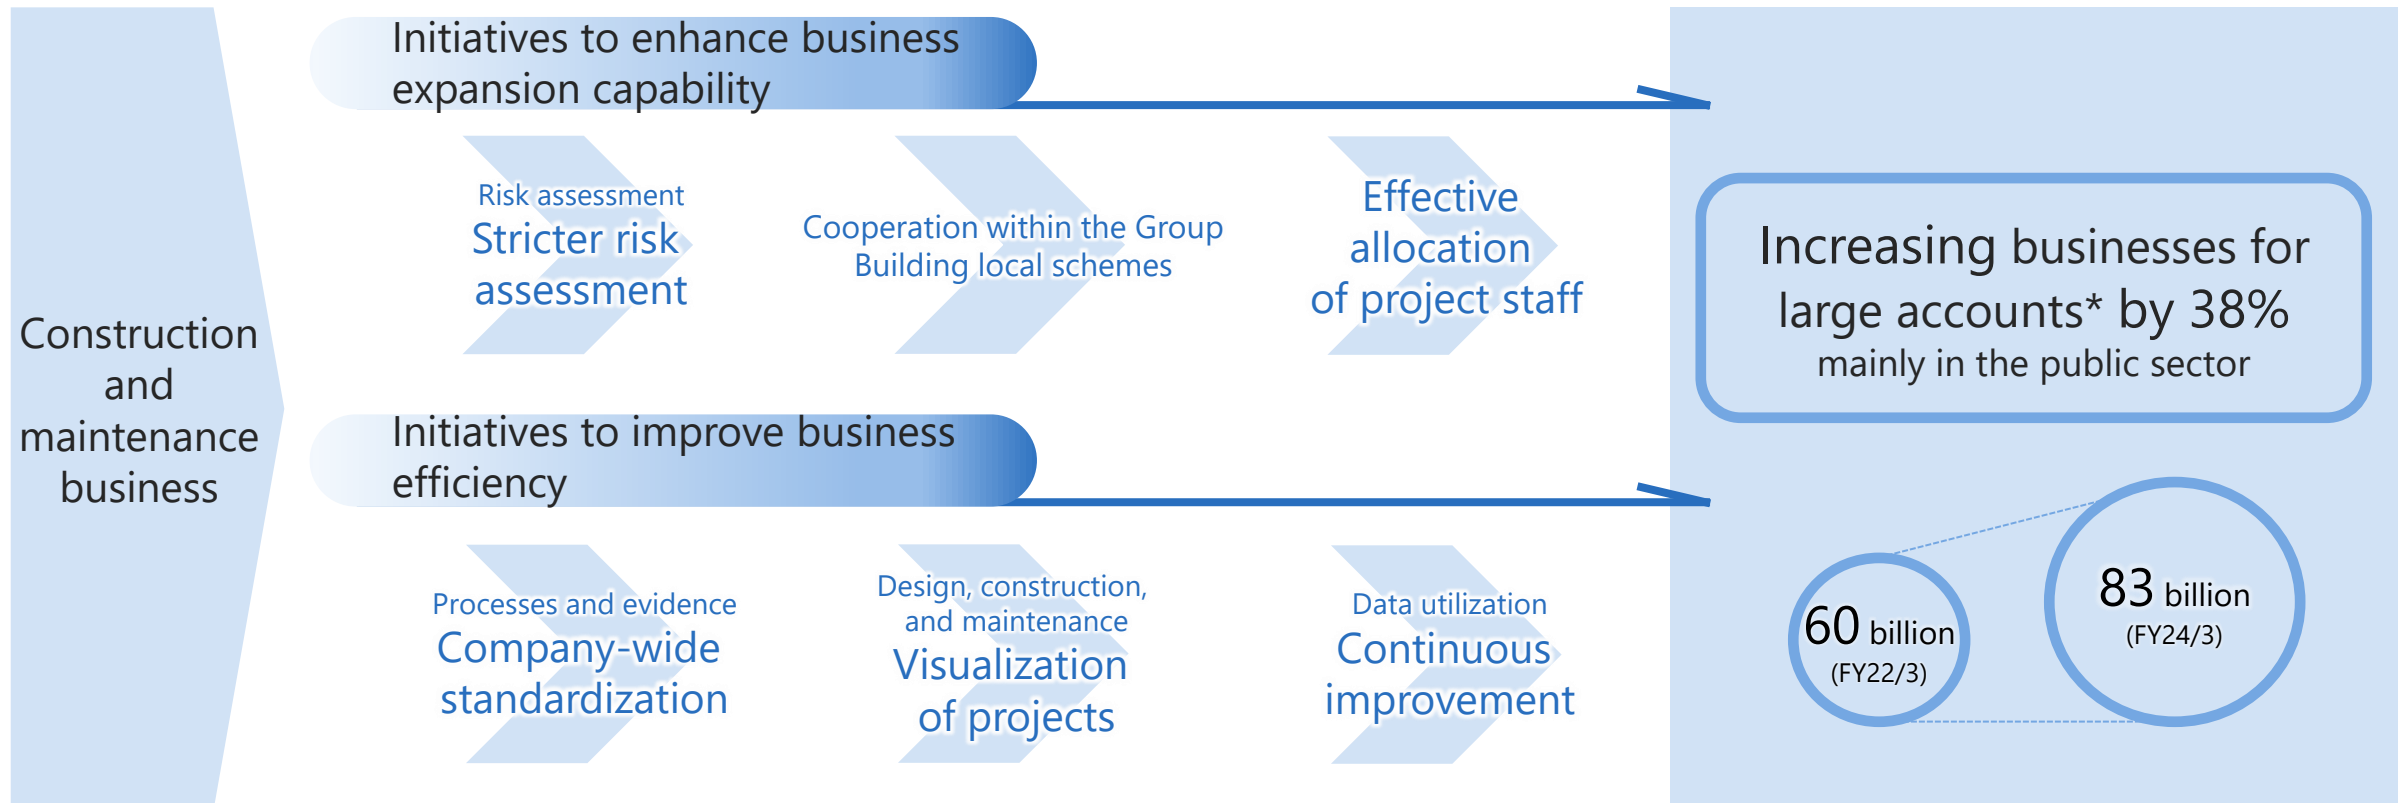 Construction
and
maintenance
business
Initiatives to enhance business
expansion capability
Risk assessment
Stricter risk
assessment
Cooperation within the Group
Building local schemes
Effective
allocation
of project staff
Initiatives to improve business
efficiency
Processes and evidence
Company-wide
standardization
Design, construction,
and maintenance
Visualization
of projects
Data utilization
Continuous
improvement
Increasing businesses for
large accounts* by 38%
mainly in the public sector
60 billion
(FY22/3)
83 billion
(FY24/3)